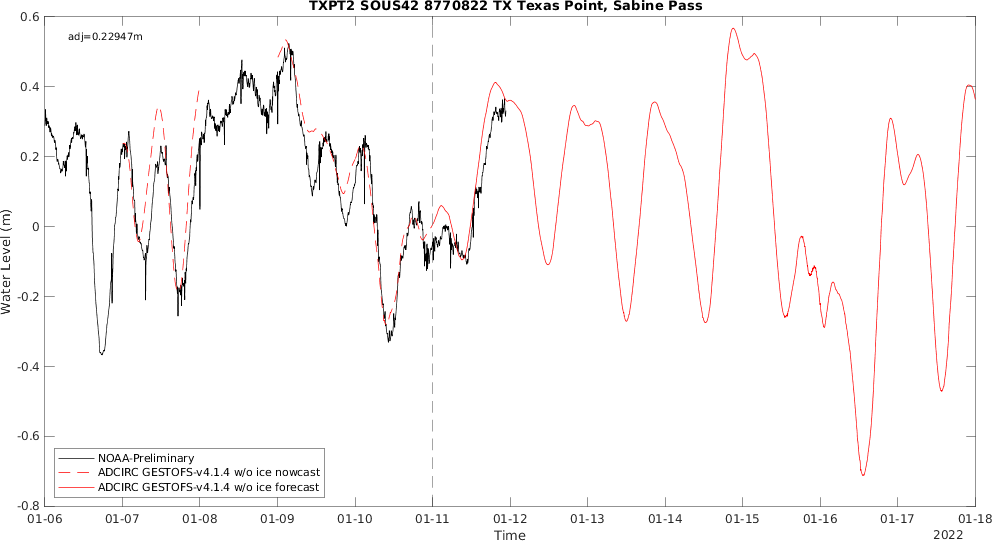 TXPT2 SOUS42 8770822 TX Texas Point, Sabine Pass
adj=0.22947m
0.6
0.4
0.2
0
-0.2
-0.4
-0.6
-0.8
Water Level (m)
NOAA-Preliminary
ADCIRC GESTOFS-v4.1.4 w/o ice nowcast
ADCIRC GESTOFS-v4.1.4 w/o ice forecast
01-06 01-07 01-08 01-09 01-10 01-11 01-12 01-13 01-14 01-15 01-16 01-17 01-18
Time
2022